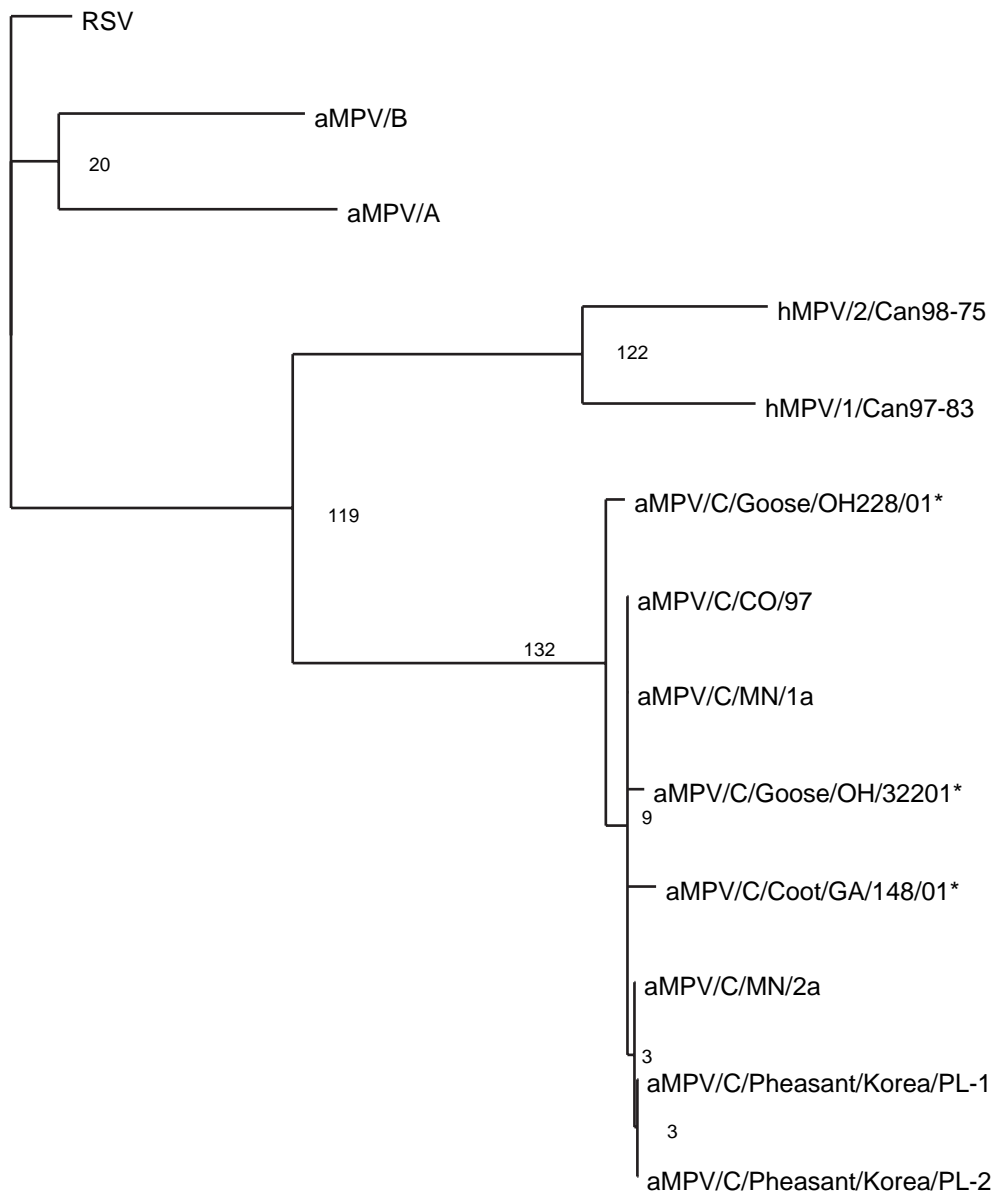 RSV
aMPV/B
20
aMPV/A
hMPV/2/Can98-75
122
hMPV/1/Can97-83
aMPV/C/Goose/OH228/01*
119
aMPV/C/CO/97
132
aMPV/C/MN/1a
aMPV/C/Goose/OH/32201*
9
aMPV/C/Coot/GA/148/01*
aMPV/C/MN/2a
3
aMPV/C/Pheasant/Korea/PL-1
3
aMPV/C/Pheasant/Korea/PL-2